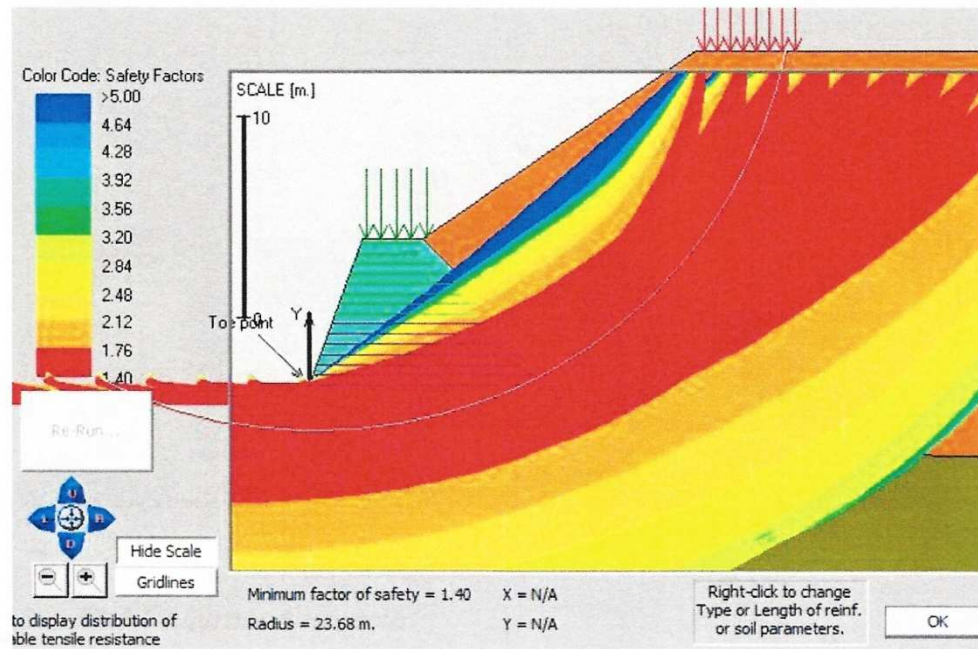 Color Code: Safety Factors
>5.00
4.64
4.28
3.92
3.56
3.20
2.84
2.48
2.12
1.76
1.40
SCALE [m.]
10
0
Y
Toe point
Re-Run...
U
L
R
D
Hide Scale
Gridlines
to display distribution of
able tensile resistance
Minimum factor of safety = 1.40
X = N/A
Radius = 23.68 m.
Y = N/A
Right-click to change
Type or Length of reinf.
or soil parameters.
OK